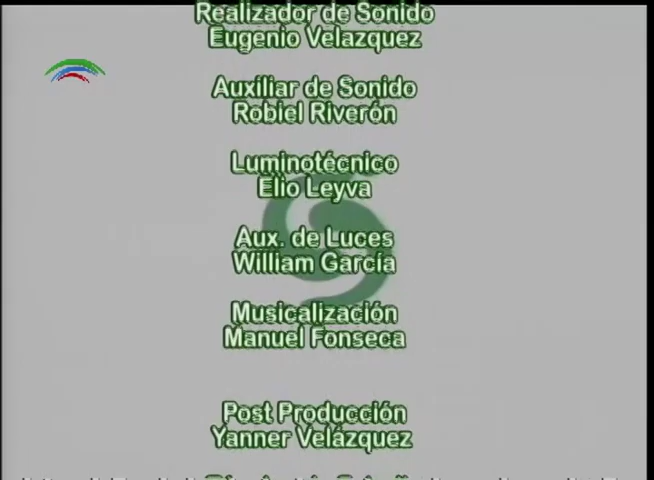 Realizador de Sonido
Eugenio Velazquez
Auxiliar de Sonido
Robiel Riverón
Luminotécnico
Elio Leyva
Aux. de Luces
William García
Musicalización
Manuel Fonseca
Post Producción
Yanner Velázquez